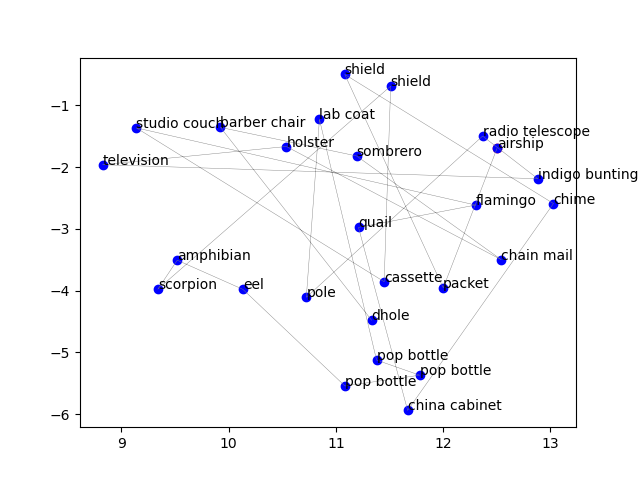 shield
shield
−1
lab coat
studio couch
barber chair
radio telescope
airship
holster
sombrero
television
−2
indigo bunting
flamingo
chime
quail
−3
amphibian
chain mail
scorpion
eel
cassette
packet
pole
−4
dhole
pop bottle
−5
pop bottle
pop bottle
china cabinet
−6
9
10
11
12
13